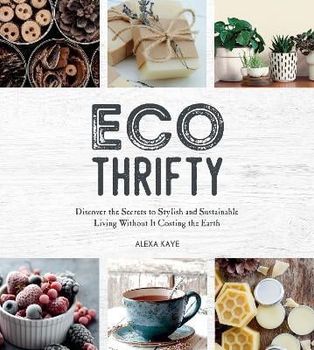 ECO
THRIFTY
Discover the Secrets to Stylish and Sustainable
Living Without It Costing the Earth
ALEXA KAYE